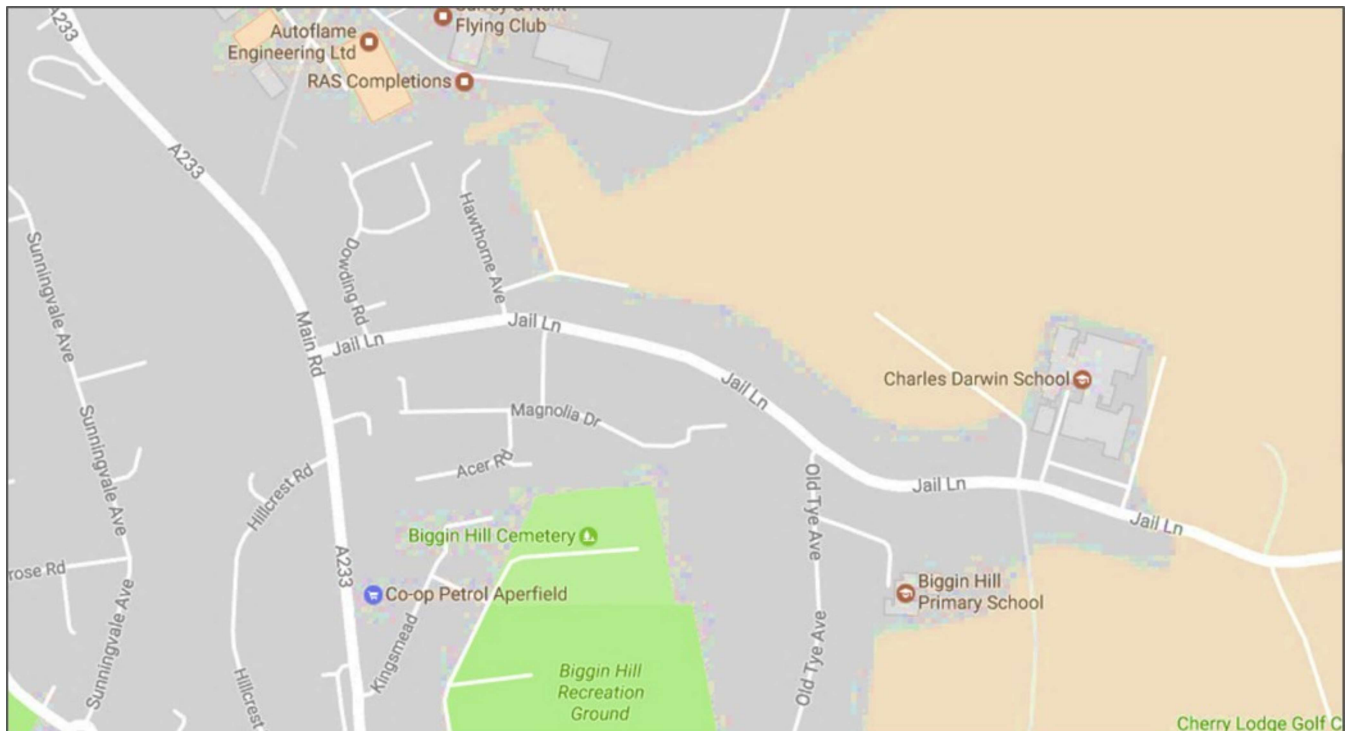 A233
Surrey & Kent
Flying Club
Autoflame
Engineering Ltd
RAS Completions
A233
Hawthorne Ave
Dowding Rd
Sunningvale Ave
Main Rd
Jail Ln
Jail Ln
Jail Ln
Charles Darwin School
Magnolia Dr
Sunningvale Ave
Acer Rd
Hillcrest Rd
Old Tye Ave
Jail Ln
Jail Ln
Biggin Hill Cemetery
A233
rose Rd
Co-op Petrol Aperfield
Biggin Hill
Primary School
Sunningvale Ave
Kingsmead
Old Tye Ave
Hillcrest
Biggin Hill
Recreation
Ground
Cherry Lodge Golf C